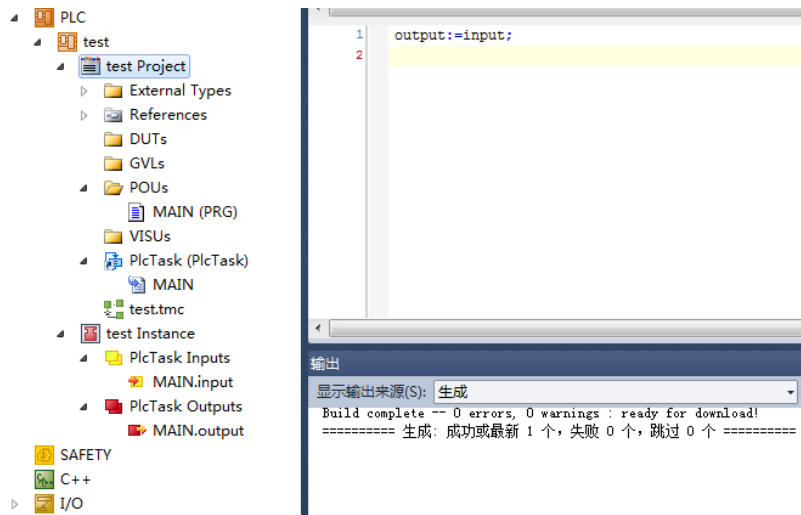 PLC
test
test Project
External Types
References
DUTs
GVLs
POUs
MAIN (PRG)
VISUs
PlcTask (PlcTask)
MAIN
test.tmc
test Instance
PlcTask Inputs
MAIN.input
PlcTask Outputs
MAIN.output
SAFETY
C++
I/O
1 output:=input;
2
输出
显示输出来源(S): 生成
Build complete -- 0 errors, 0 warnings : ready for download!
========== 生成: 成功或最新 1 个，失败 0 个，跳过 0 个 ==========